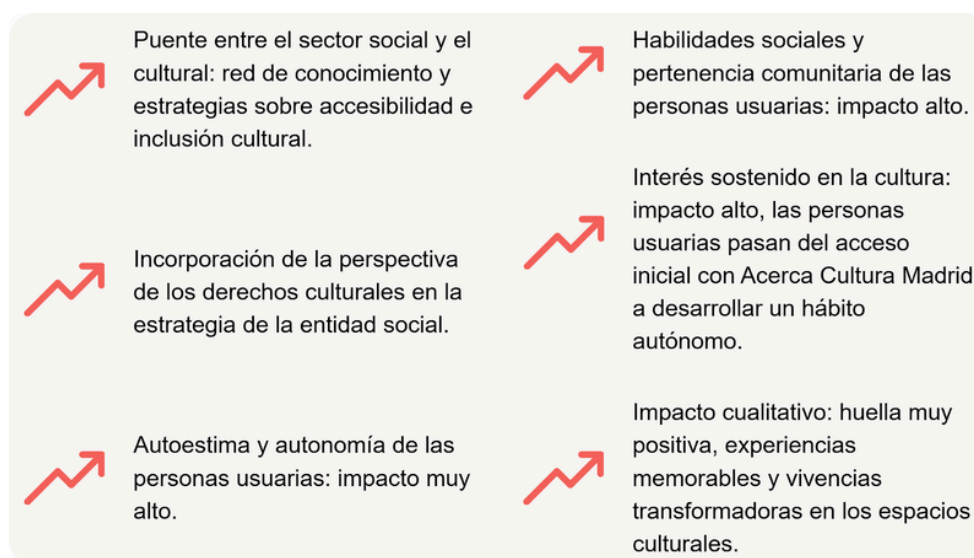 Puente entre el sector social y el
cultural: red de conocimiento y
estrategias sobre accesibilidad e
inclusión cultural.
Incorporación de la perspectiva
de los derechos culturales en la
estrategia de la entidad social.
Autoestima y autonomía de las
personas usuarias: impacto muy
alto.
Habilidades sociales y
pertenencia comunitaria de las
personas usuarias: impacto alto.
Interés sostenido en la cultura:
impacto alto, las personas
usuarias pasan del acceso
inicial con Acerca Cultura Madrid
a desarrollar un hábito
autónomo.
Impacto cualitativo: huella muy
positiva, experiencias
memorables y vivencias
transformadoras en los espacios
culturales.